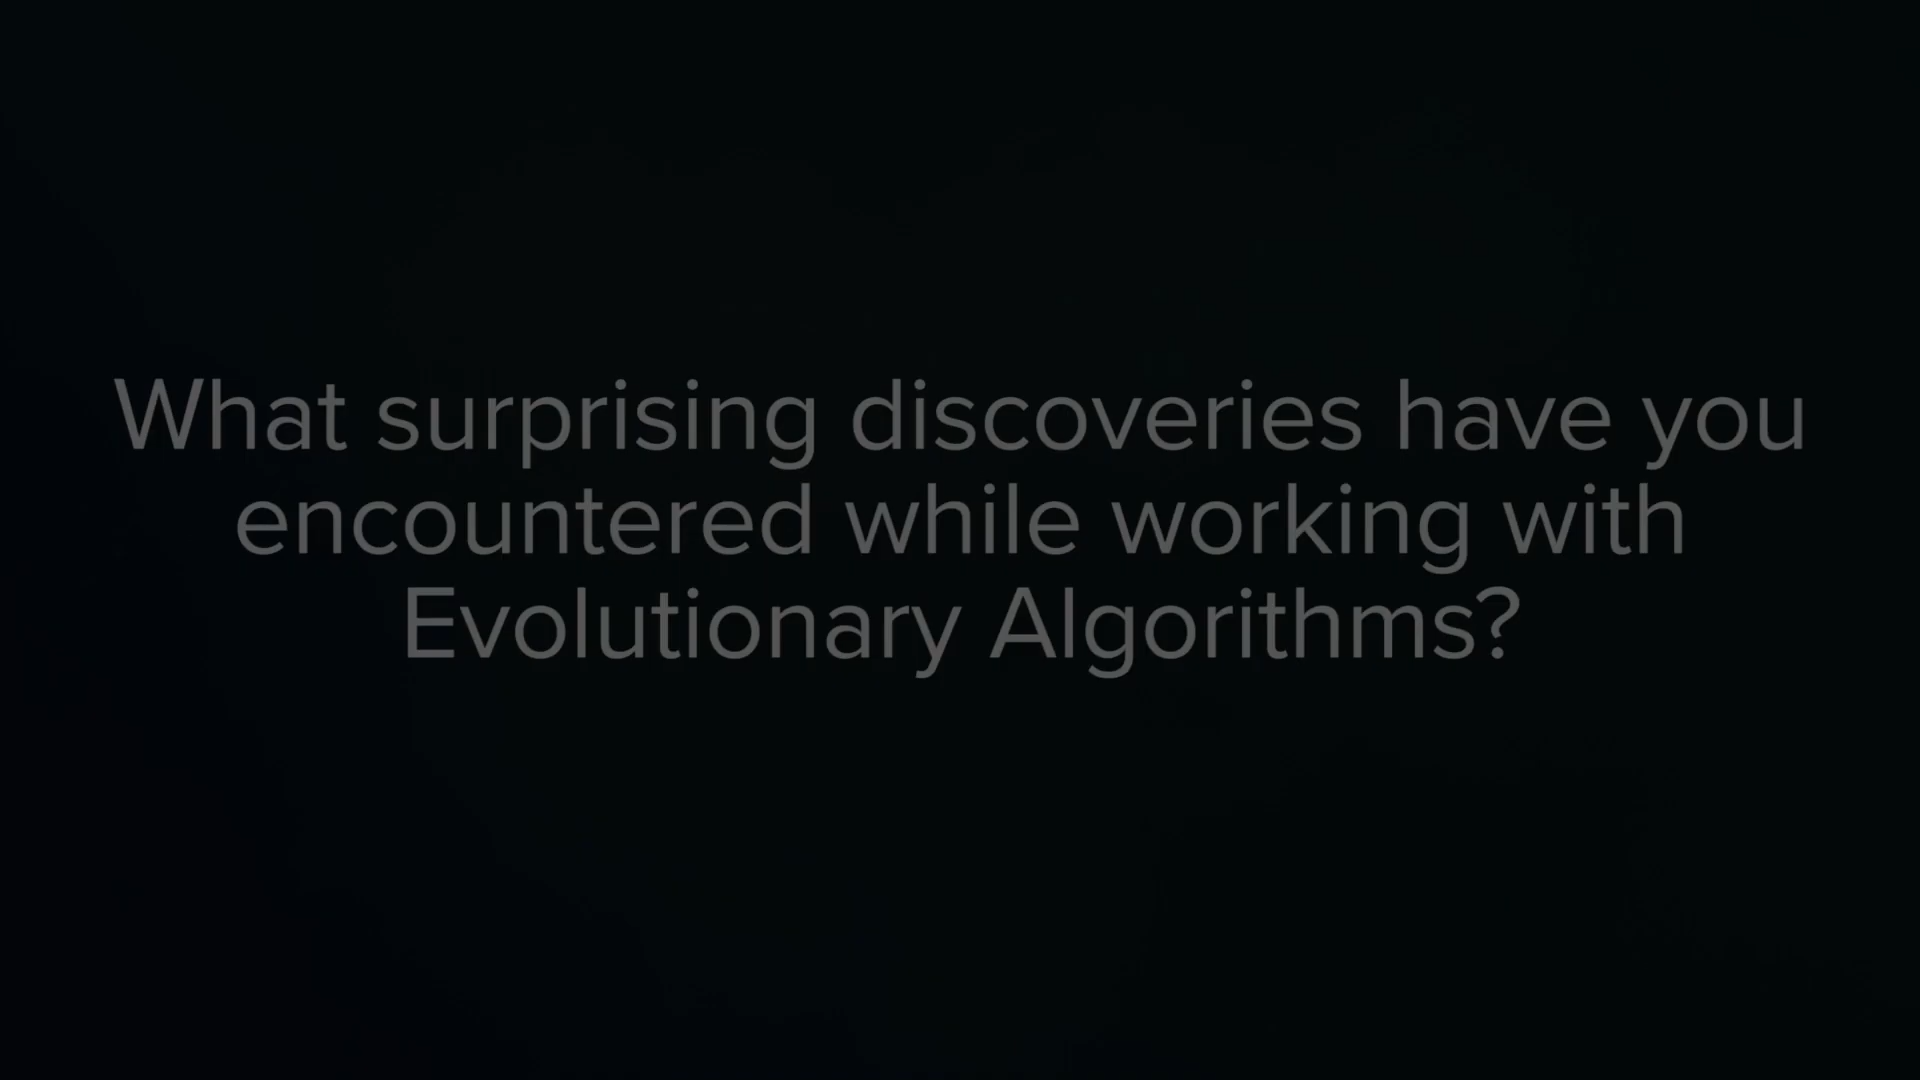 What surprising discoveries have you
encountered while working with
Evolutionary Algorithms?